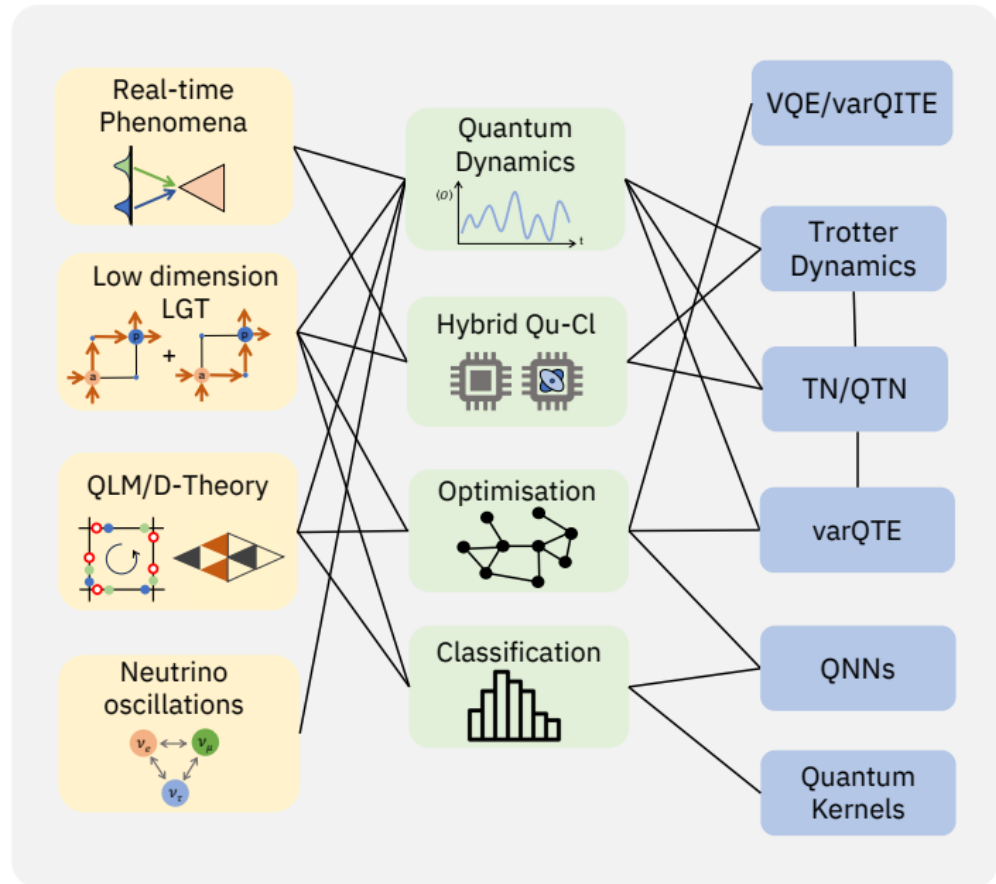 Real-time
Phenomena
Low dimension
LGT
p
a
+
p
a
QLM/D-Theory
Neutrino
oscillations
νe
νμ
ντ
Quantum
Dynamics
⟨O⟩
t
Hybrid Qu-Cl
Optimisation
Classification
VQE/varQITE
Trotter
Dynamics
TN/QTN
varQTE
QNNs
Quantum
Kernels